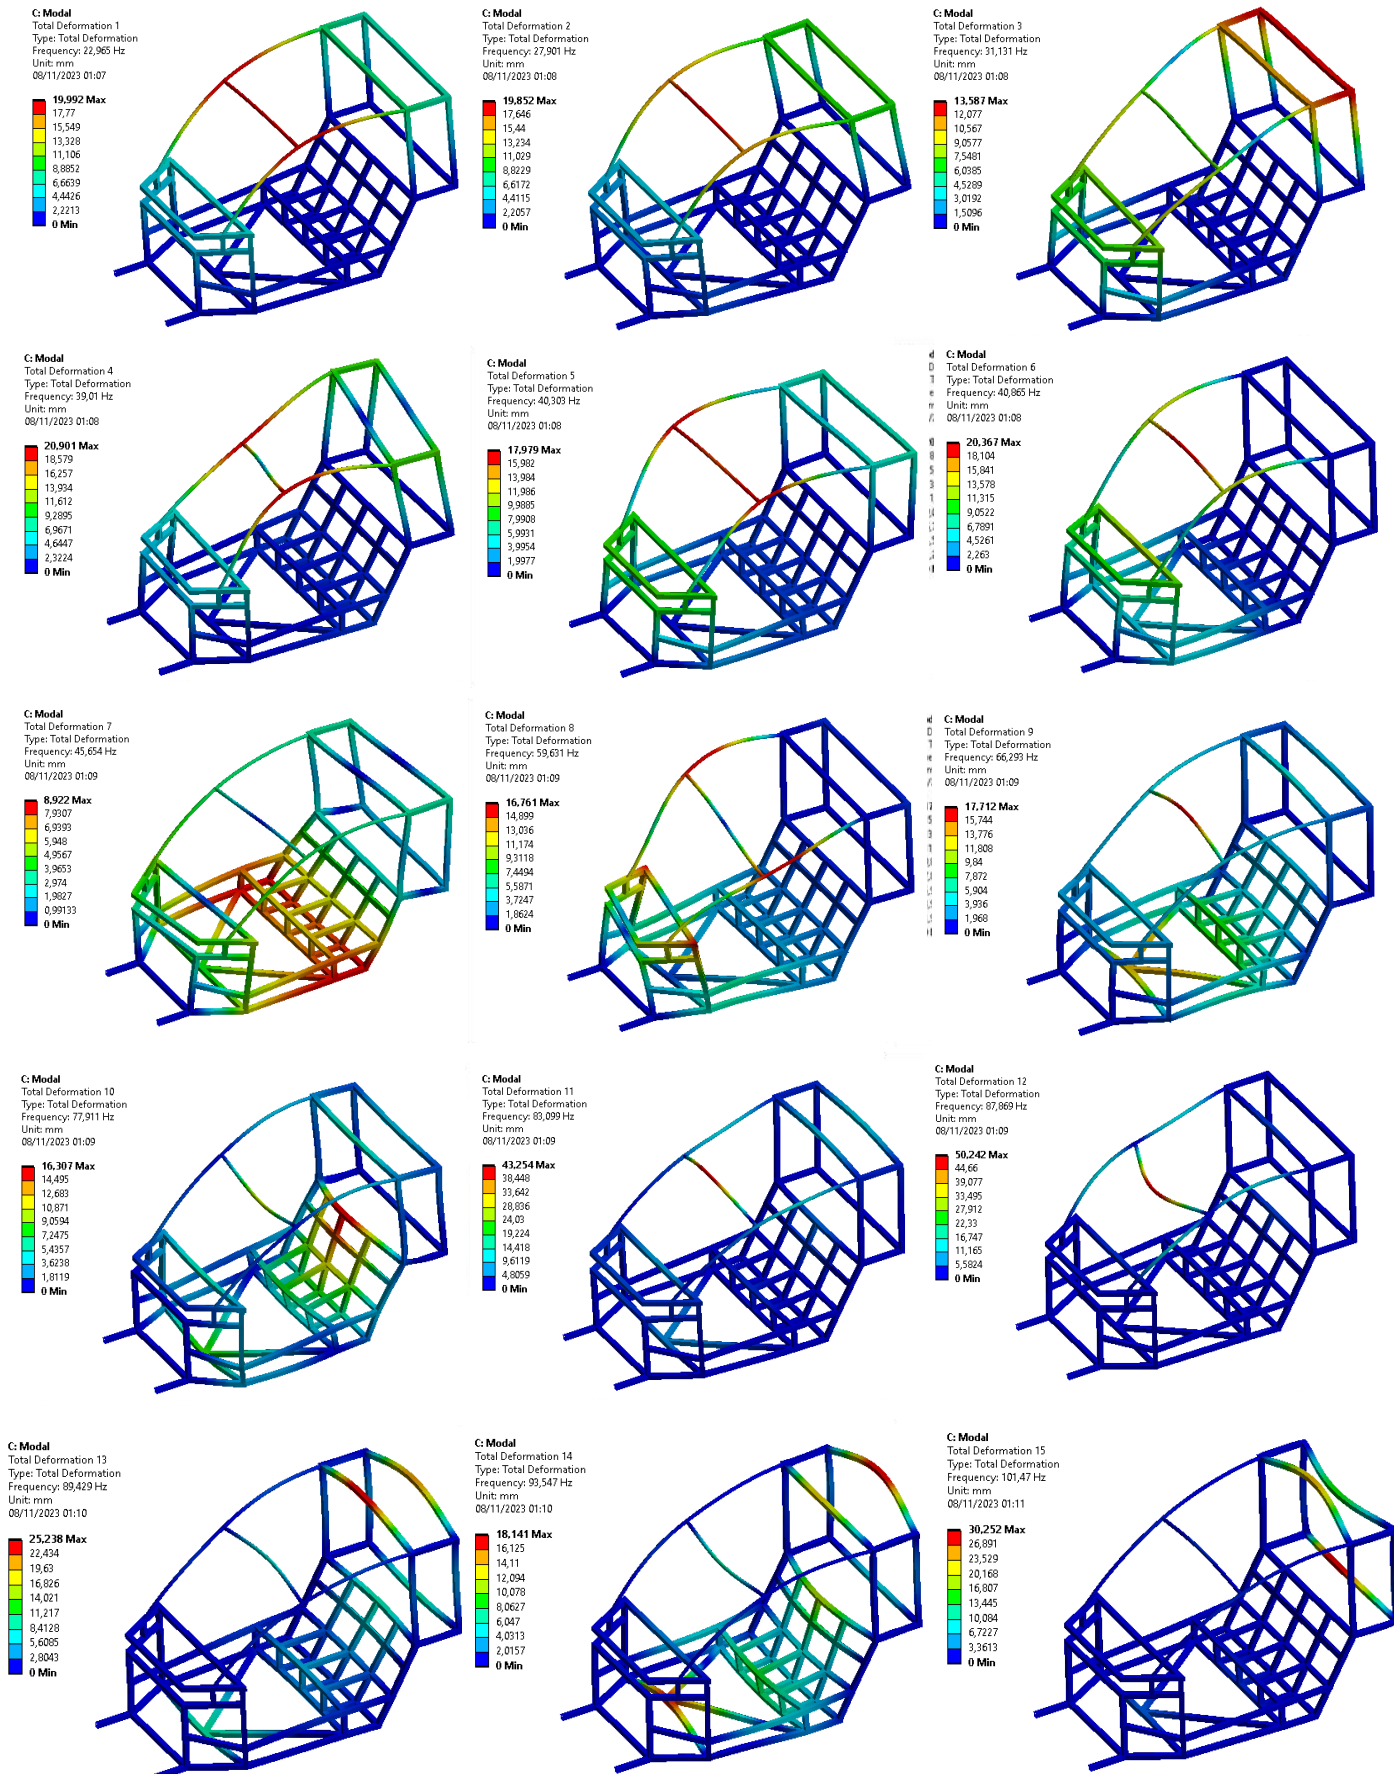 C: Modal
Total Deformation 1
Type: Total Deformation
Frequency: 22,965 Hz
Unit: mm
08/11/2023 01:07
19,992 Max
17,77
15,549
13,328
11,106
8,8852
6,6639
4,4426
2,2213
0 Min
C: Modal
Total Deformation 2
Type: Total Deformation
Frequency: 27,901 Hz
Unit: mm
08/11/2023 01:08
19,852 Max
17,646
15,44
13,234
11,029
8,8229
6,6172
4,4115
2,2057
0 Min
C: Modal
Total Deformation 3
Type: Total Deformation
Frequency: 31,131 Hz
Unit: mm
08/11/2023 01:08
13,587 Max
12,077
10,567
9,0577
7,5481
6,0385
4,5289
3,0192
1,5096
0 Min
C: Modal
Total Deformation 4
Type: Total Deformation
Frequency: 39,01 Hz
Unit: mm
08/11/2023 01:08
20,901 Max
18,579
16,257
13,934
11,612
9,2895
6,9671
4,6447
2,3224
0 Min
C: Modal
Total Deformation 5
Type: Total Deformation
Frequency: 40,303 Hz
Unit: mm
08/11/2023 01:08
17,979 Max
15,982
13,984
11,986
9,9885
7,9908
5,9931
3,9954
1,9977
0 Min
C: Modal
Total Deformation 6
Type: Total Deformation
Frequency: 40,865 Hz
Unit: mm
08/11/2023 01:08
20,367 Max
18,104
15,841
13,578
11,315
9,0522
6,7891
4,5261
2,263
0 Min
C: Modal
Total Deformation 7
Type: Total Deformation
Frequency: 45,654 Hz
Unit: mm
08/11/2023 01:09
8,922 Max
7,9307
6,9393
5,948
4,9567
3,9653
2,974
1,9827
0,99133
0 Min
C: Modal
Total Deformation 8
Type: Total Deformation
Frequency: 59,631 Hz
Unit: mm
08/11/2023 01:09
16,761 Max
14,899
13,036
11,174
9,3118
7,4494
5,5871
3,7247
1,8624
0 Min
C: Modal
Total Deformation 9
Type: Total Deformation
Frequency: 66,293 Hz
Unit: mm
08/11/2023 01:09
17,712 Max
15,744
13,776
11,808
9,84
7,872
5,904
3,936
1,968
0 Min
C: Modal
Total Deformation 10
Type: Total Deformation
Frequency: 77,911 Hz
Unit: mm
08/11/2023 01:09
16,307 Max
14,495
12,683
10,871
9,0594
7,2475
5,4357
3,6238
1,8119
0 Min
C: Modal
Total Deformation 11
Type: Total Deformation
Frequency: 83,099 Hz
Unit: mm
08/11/2023 01:09
43,254 Max
38,448
33,642
28,836
24,03
19,224
14,418
9,6119
4,8059
0 Min
C: Modal
Total Deformation 12
Type: Total Deformation
Frequency: 87,869 Hz
Unit: mm
08/11/2023 01:09
50,242 Max
44,66
39,077
33,495
27,912
22,33
16,747
11,165
5,5824
0 Min
C: Modal
Total Deformation 13
Type: Total Deformation
Frequency: 89,429 Hz
Unit: mm
08/11/2023 01:10
25,238 Max
22,434
19,63
16,826
14,021
11,217
8,4128
5,6085
2,8043
0 Min
C: Modal
Total Deformation 14
Type: Total Deformation
Frequency: 93,547 Hz
Unit: mm
08/11/2023 01:10
18,141 Max
16,125
14,11
12,094
10,078
8,0627
6,047
4,0313
2,0157
0 Min
C: Modal
Total Deformation 15
Type: Total Deformation
Frequency: 101,47 Hz
Unit: mm
08/11/2023 01:11
30,252 Max
26,891
23,529
20,168
16,807
13,445
10,084
6,7227
3,3613
0 Min